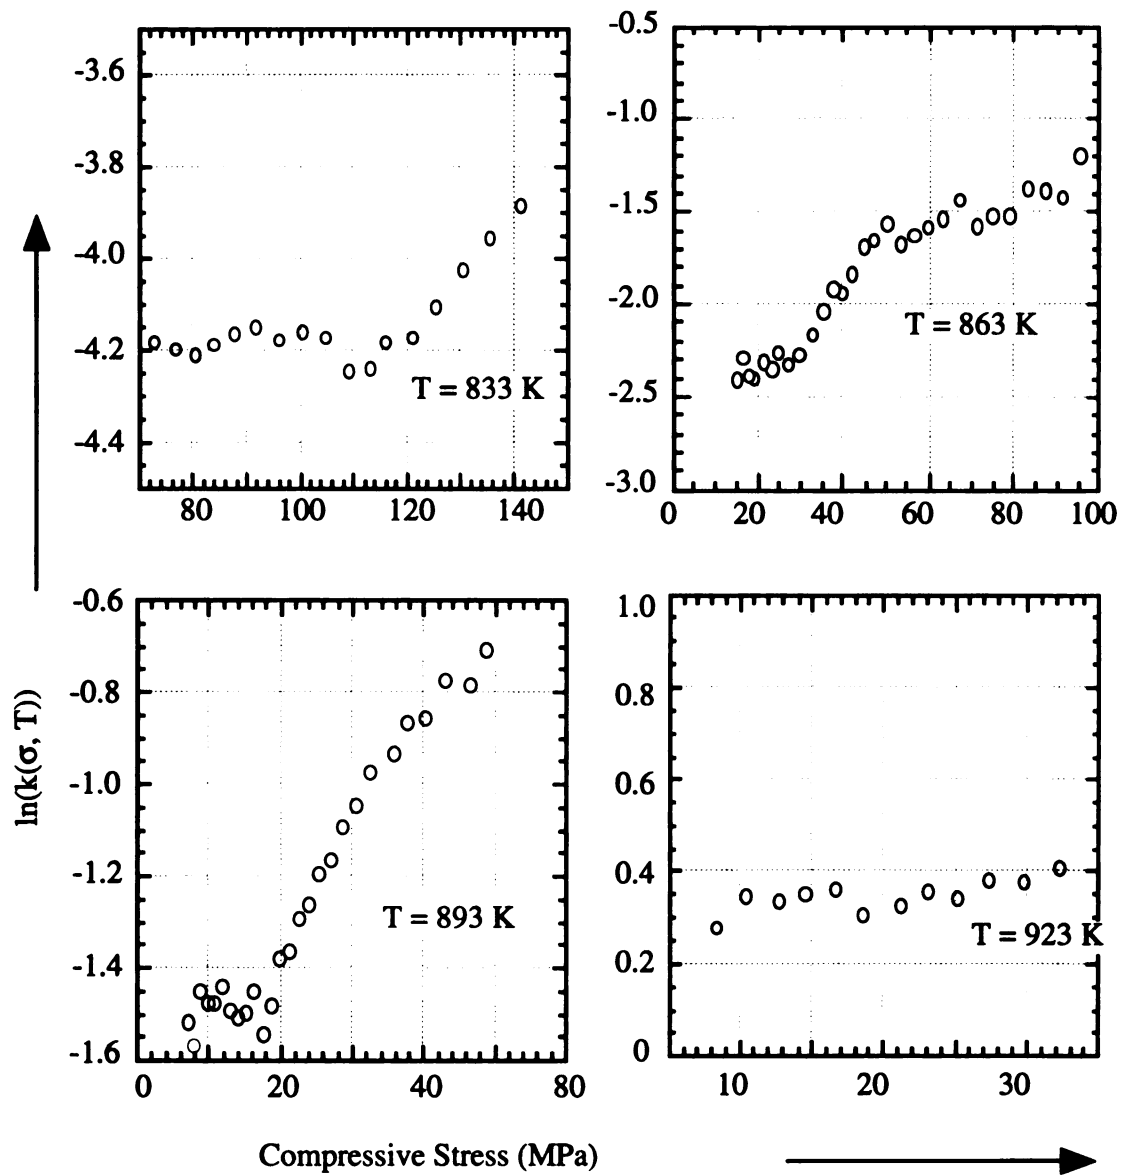 -3.6
-3.8
-4.0
-4.2
-4.4
80 100 120 140
T = 833 K
-0.5
-1.0
-1.5
-2.0
-2.5
-3.0
0 20 40 60 80 100
T = 863 K
ln(k(σ, T))
-0.6
-0.8
-1.0
-1.2
-1.4
-1.6
0 20 40 60 80
T = 893 K
1.0
0.8
0.6
0.4
0.2
0
10 20 30
T = 923 K
Compressive Stress (MPa)